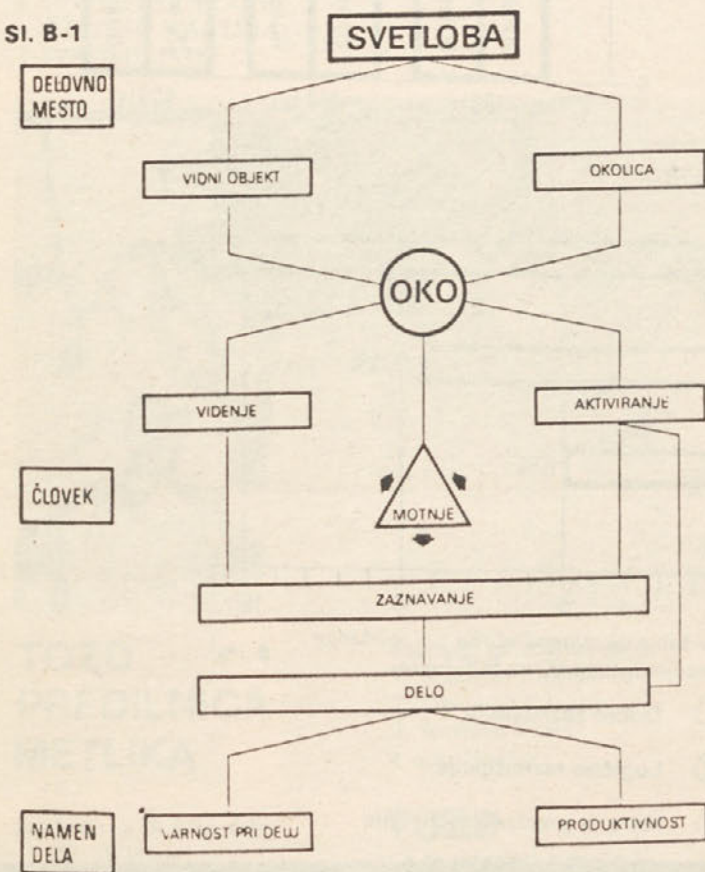 Sl. B-1
SVETLOBA
DELOVNO
MESTO
VIDNI OBJEKT
OKOLICA
OKO
VIDENJE
AKTIVIRANJE
ČLOVEK
MOTNJE
ZAZNAVANJE
DELO
NAMEN
DELA
VARNOST PRI DELU
PRODUKTIVNOST